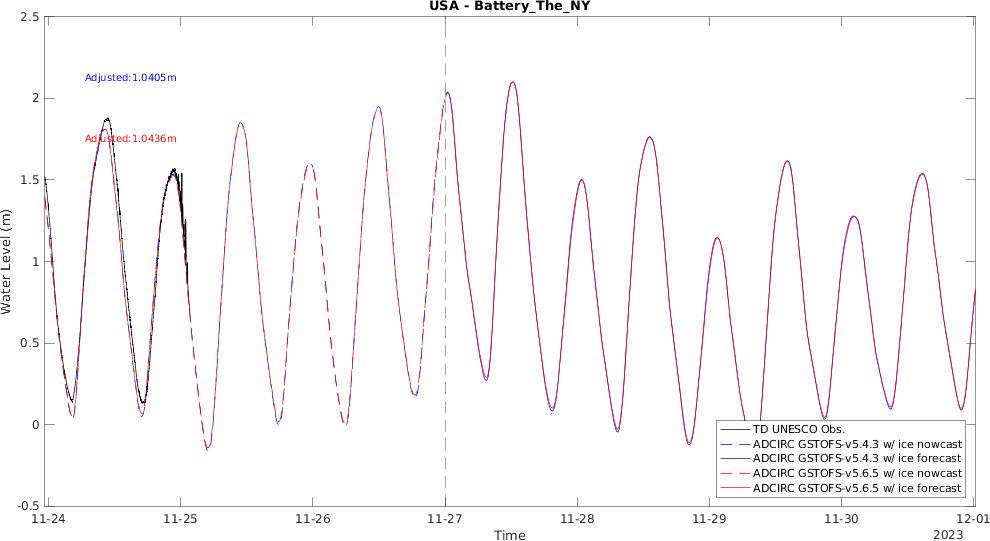 USA - Battery_The_NY
2.5
2
1.5
1
0.5
0
-0.5
Water Level (m)
Adjusted:1.0405m
Adjusted:1.0436m
TD UNESCO Obs.
ADCIRC GSTOFS-v5.4.3 w/ ice nowcast
ADCIRC GSTOFS-v5.4.3 w/ ice forecast
ADCIRC GSTOFS-v5.6.5 w/ ice nowcast
ADCIRC GSTOFS-v5.6.5 w/ ice forecast
11-24 11-25 11-26 11-27 11-28 11-29 11-30 12-01
Time
2023